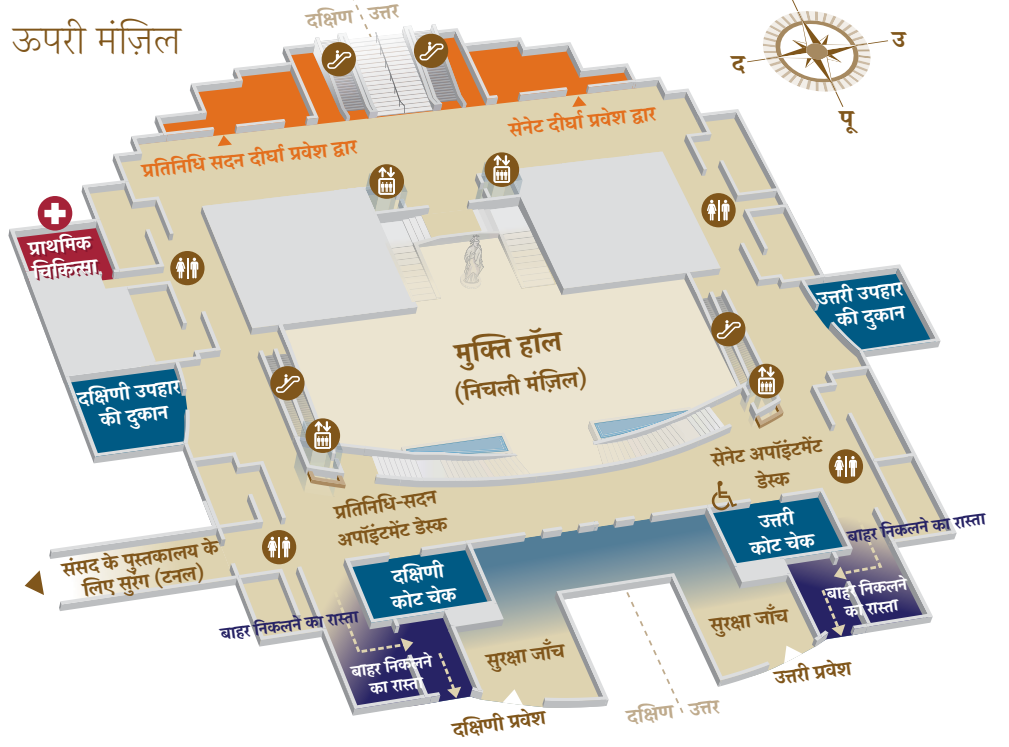 ऊपरी मंज़िल
दक्षिण
उत्तर
उ
द
पू
सेनेट दीर्घा प्रवेश द्वार
प्रतिनिधि सदन दीर्घा प्रवेश द्वार
प्राथमिक
चिकित्सा
उत्तरी उपहार
की दुकान
मुक्ति हॉल
(निचली मंज़िल)
दक्षिणी उपहार
की दुकान
सेनेट अपॉइंटमेंट
डेस्क
प्रतिनिधि-सदन
अपॉइंटमेंट डेस्क
उत्तरी
कोट चेक
बाहर निकलने का रास्ता
संसद के पुस्तकालय के
लिए सुरंग (टनल)
दक्षिणी
कोट चेक
बाहर निकलने
का रास्ता
बाहर निकलने का रास्ता
सुरक्षा जाँच
सुरक्षा जाँच
बाहर निकलने
का रास्ता
उत्तरी प्रवेश
दक्षिणी प्रवेश
दक्षिण
उत्तर